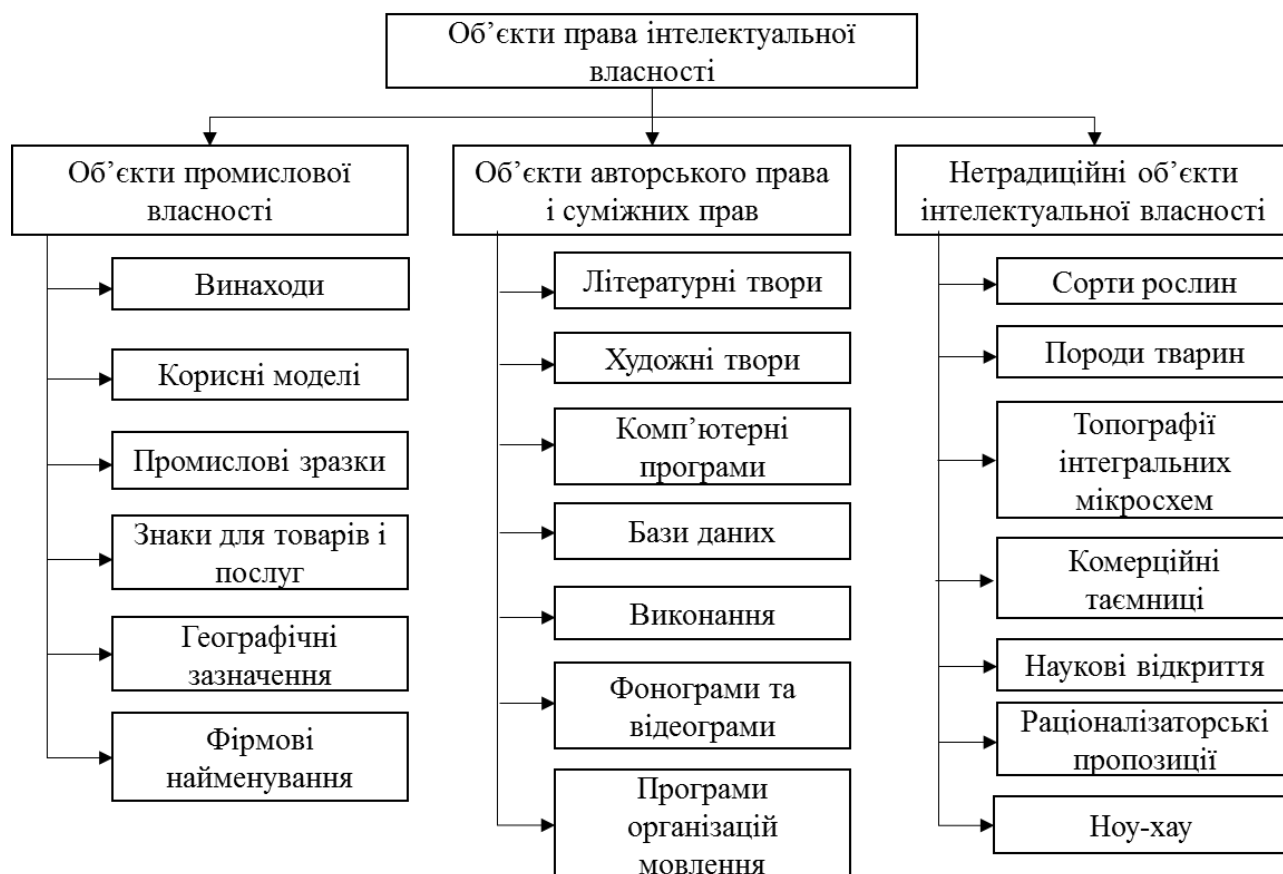 Об’єкти права інтелектуальної
власності
Об’єкти промислової
власності
Винаходи
Корисні моделі
Промислові зразки
Знаки для товарів і
послуг
Географічні
зазначення
Фірмові
найменування
Об’єкти авторського права
і суміжних прав
Літературні твори
Художні твори
Комп’ютерні
програми
Бази даних
Виконання
Фонограми та
відеограми
Програми
організацій
мовлення
Нетрадиційні об’єкти
інтелектуальної власності
Сорти рослин
Породи тварин
Топографії
інтегральних
мікросхем
Комерційні
таємниці
Наукові відкриття
Раціоналізаторські
пропозиції
Ноу-хау